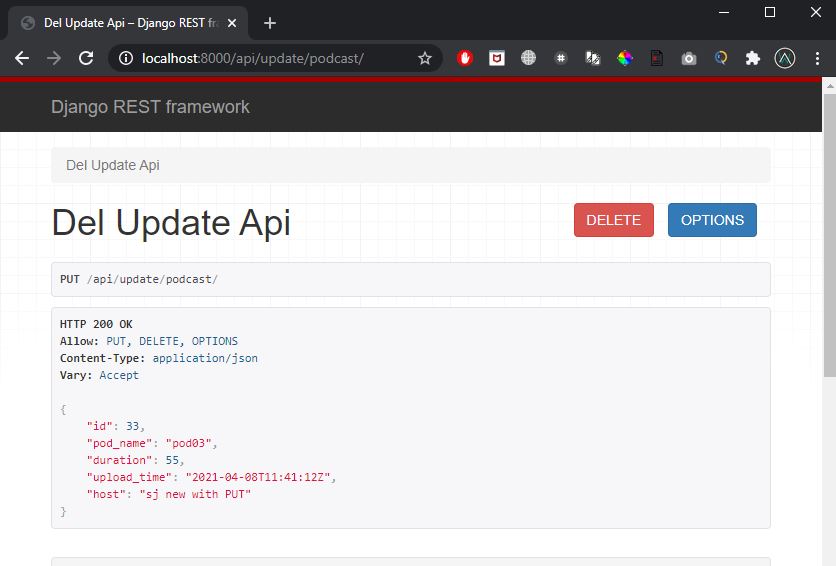 Del Update Api – Django REST fr
localhost:8000/api/update/podcast/
Django REST framework
Del Update Api
Del Update Api
DELETE
OPTIONS
PUT /api/update/podcast/
HTTP 200 OK
Allow: PUT, DELETE, OPTIONS
Content-Type: application/json
Vary: Accept
{
"id": 33,
"pod_name": "pod03",
"duration": 55,
"upload_time": "2021-04-08T11:41:12Z",
"host": "sj new with PUT"
}